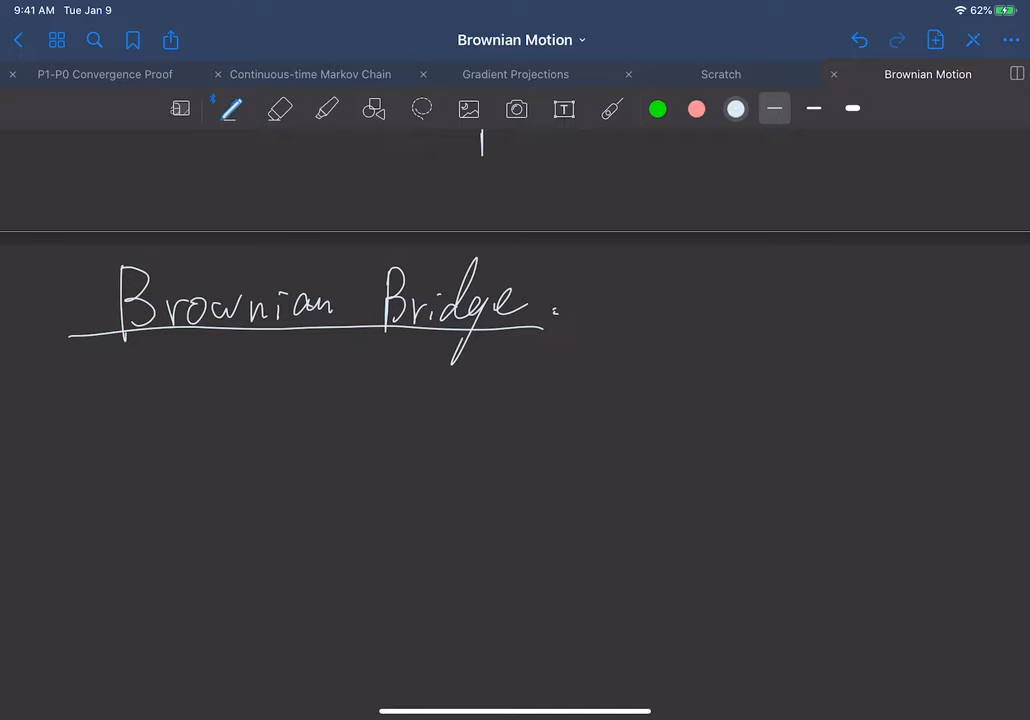 9:41 AM Tue Jan 9 62%
Brownian Motion
P1-P0 Convergence Proof Continuous-time Markov Chain Gradient Projections Scratch Brownian Motion
T
Brownian Bridge :